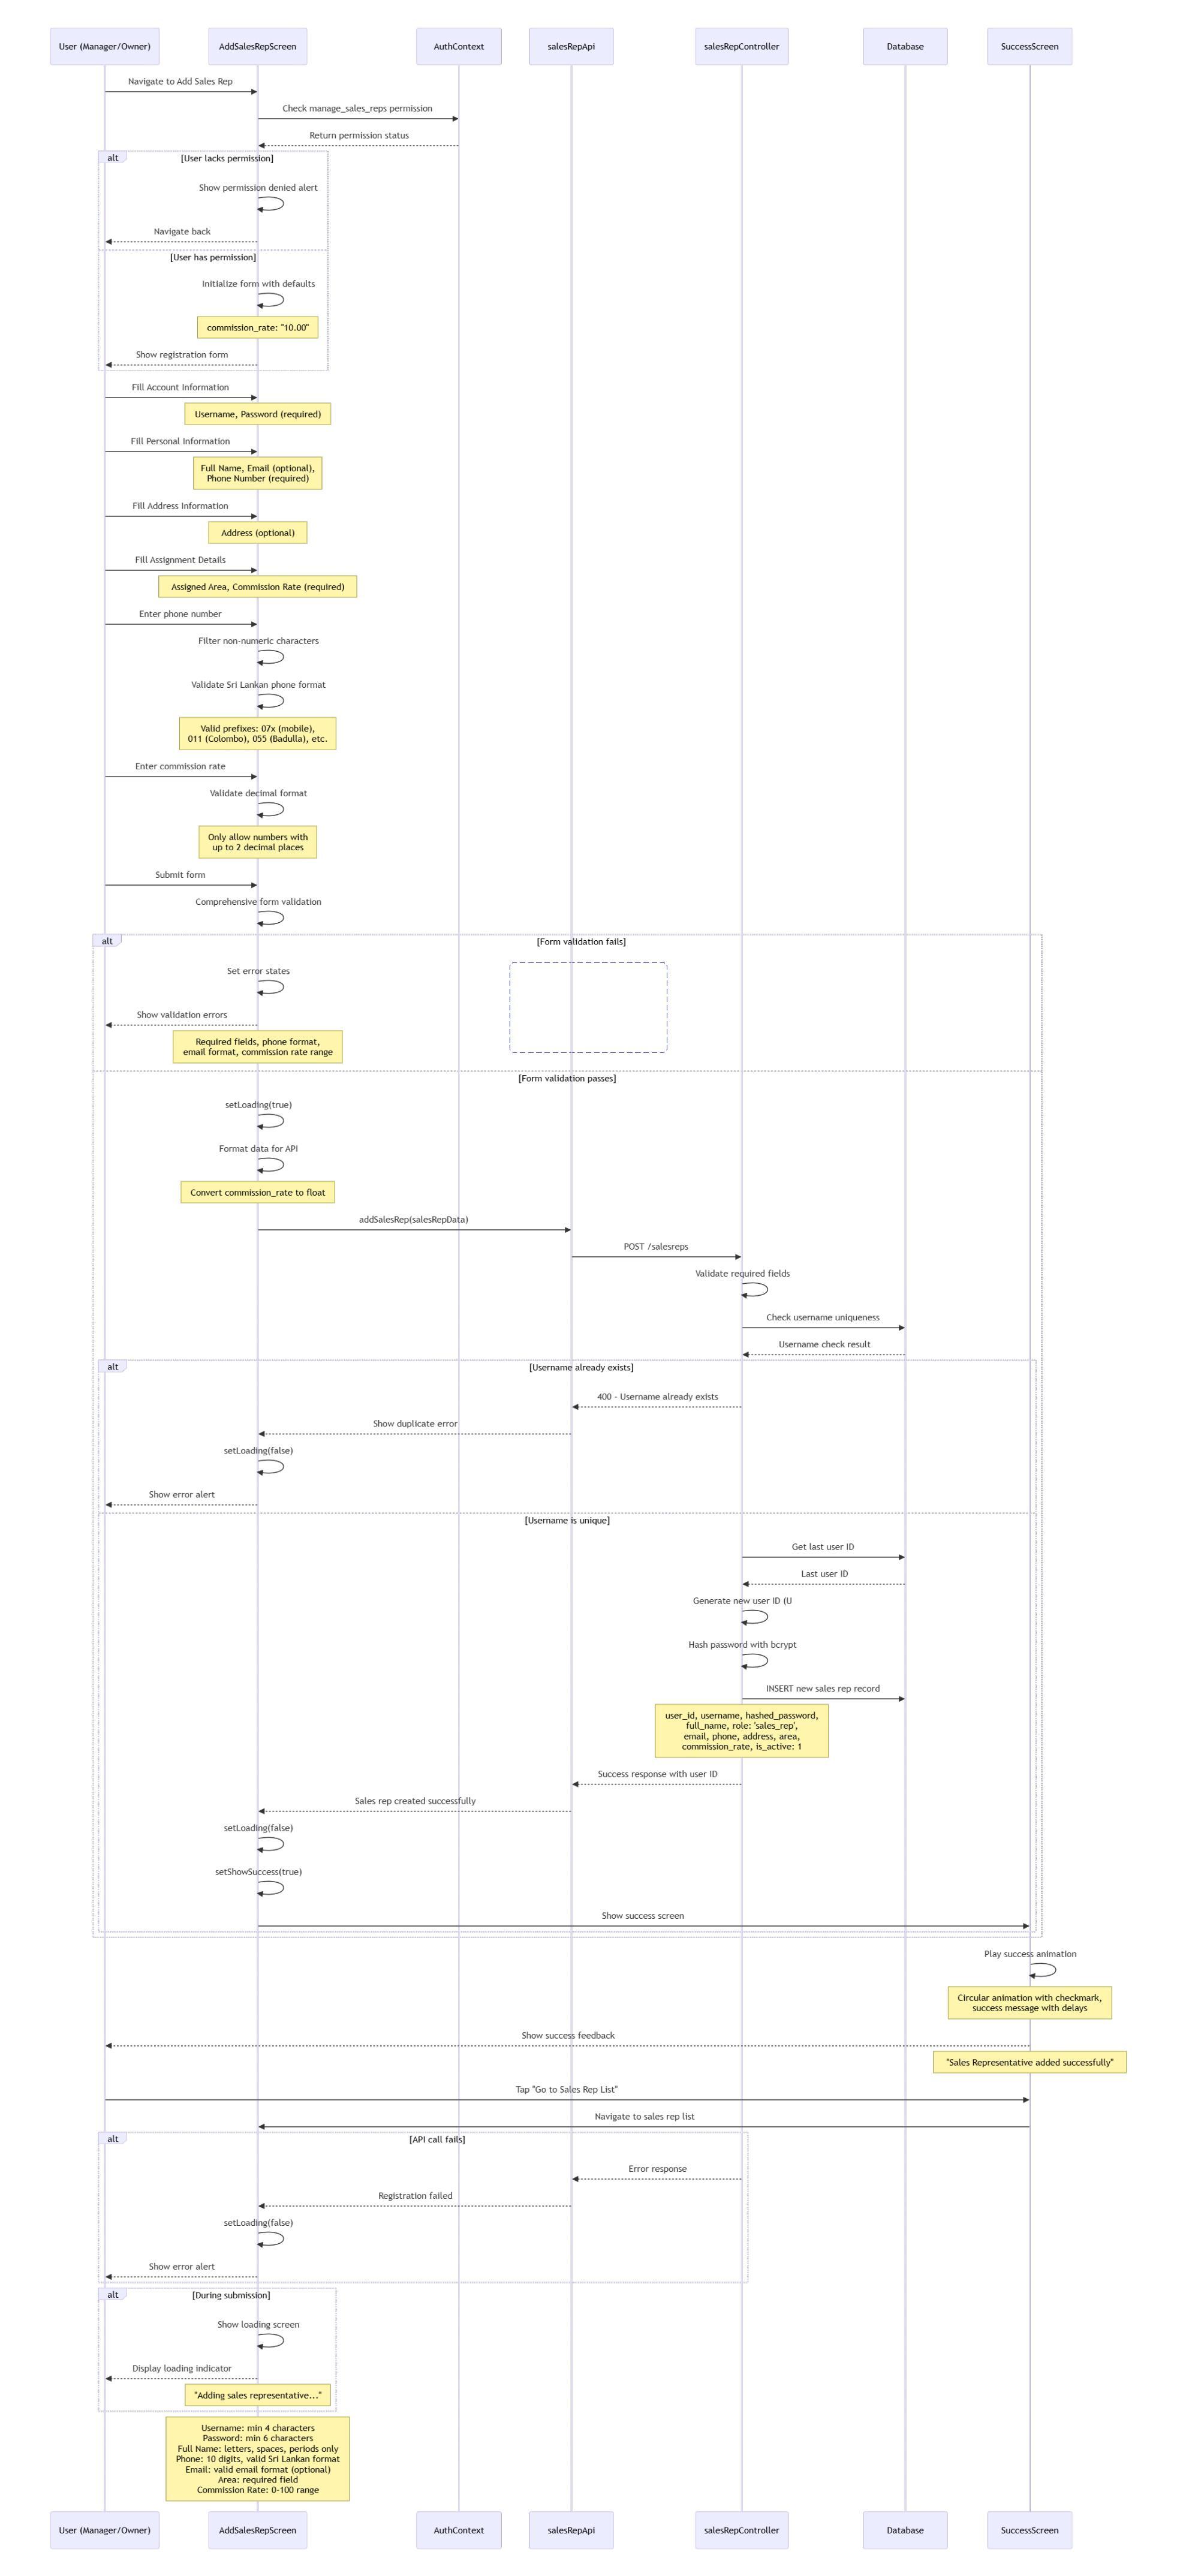 User (Manager/Owner)
AddSalesRepScreen
AuthContext
salesRepApi
salesRepController
Database
SuccessScreen
Navigate to Add Sales Rep
Check manage_sales_reps permission
Return permission status
alt
[User lacks permission]
Show permission denied alert
Navigate back
[User has permission]
Initialize form with defaults
commission_rate: "10.00"
Show registration form
Fill Account Information
Username, Password (required)
Fill Personal Information
Full Name, Email (optional),
Phone Number (required)
Fill Address Information
Address (optional)
Fill Assignment Details
Assigned Area, Commission Rate (required)
Enter phone number
Filter non-numeric characters
Validate Sri Lankan phone format
Valid prefixes: 07x (mobile),
011 (Colombo), 055 (Badulla), etc.
Enter commission rate
Validate decimal format
Only allow numbers with
up to 2 decimal places
Submit form
Comprehensive form validation
alt
[Form validation fails]
Set error states
Show validation errors
Required fields, phone format,
email format, commission rate range
[Form validation passes]
setLoading(true)
Format data for API
Convert commission_rate to float
addSalesRep(salesRepData)
POST /salesreps
Validate required fields
Check username uniqueness
Username check result
alt
[Username already exists]
400 - Username already exists
Show duplicate error
setLoading(false)
Show error alert
[Username is unique]
Get last user ID
Last user ID
Generate new user ID (U
Hash password with bcrypt
INSERT new sales rep record
user_id, username, hashed_password,
full_name, role: 'sales_rep',
email, phone, address, area,
commission_rate, is_active: 1
Success response with user ID
Sales rep created successfully
setLoading(false)
setShowSuccess(true)
Show success screen
Play success animation
Circular animation with checkmark,
success message with delays
Show success feedback
"Sales Representative added successfully"
Tap "Go to Sales Rep List"
Navigate to sales rep list
alt
[API call fails]
Error response
Registration failed
setLoading(false)
Show error alert
alt
[During submission]
Show loading screen
Display loading indicator
"Adding sales representative..."
Username: min 4 characters
Password: min 6 characters
Full Name: letters, spaces, periods only
Phone: 10 digits, valid Sri Lankan format
Email: valid email format (optional)
Area: required field
Commission Rate: 0-100 range
User (Manager/Owner)
AddSalesRepScreen
AuthContext
salesRepApi
salesRepController
Database
SuccessScreen